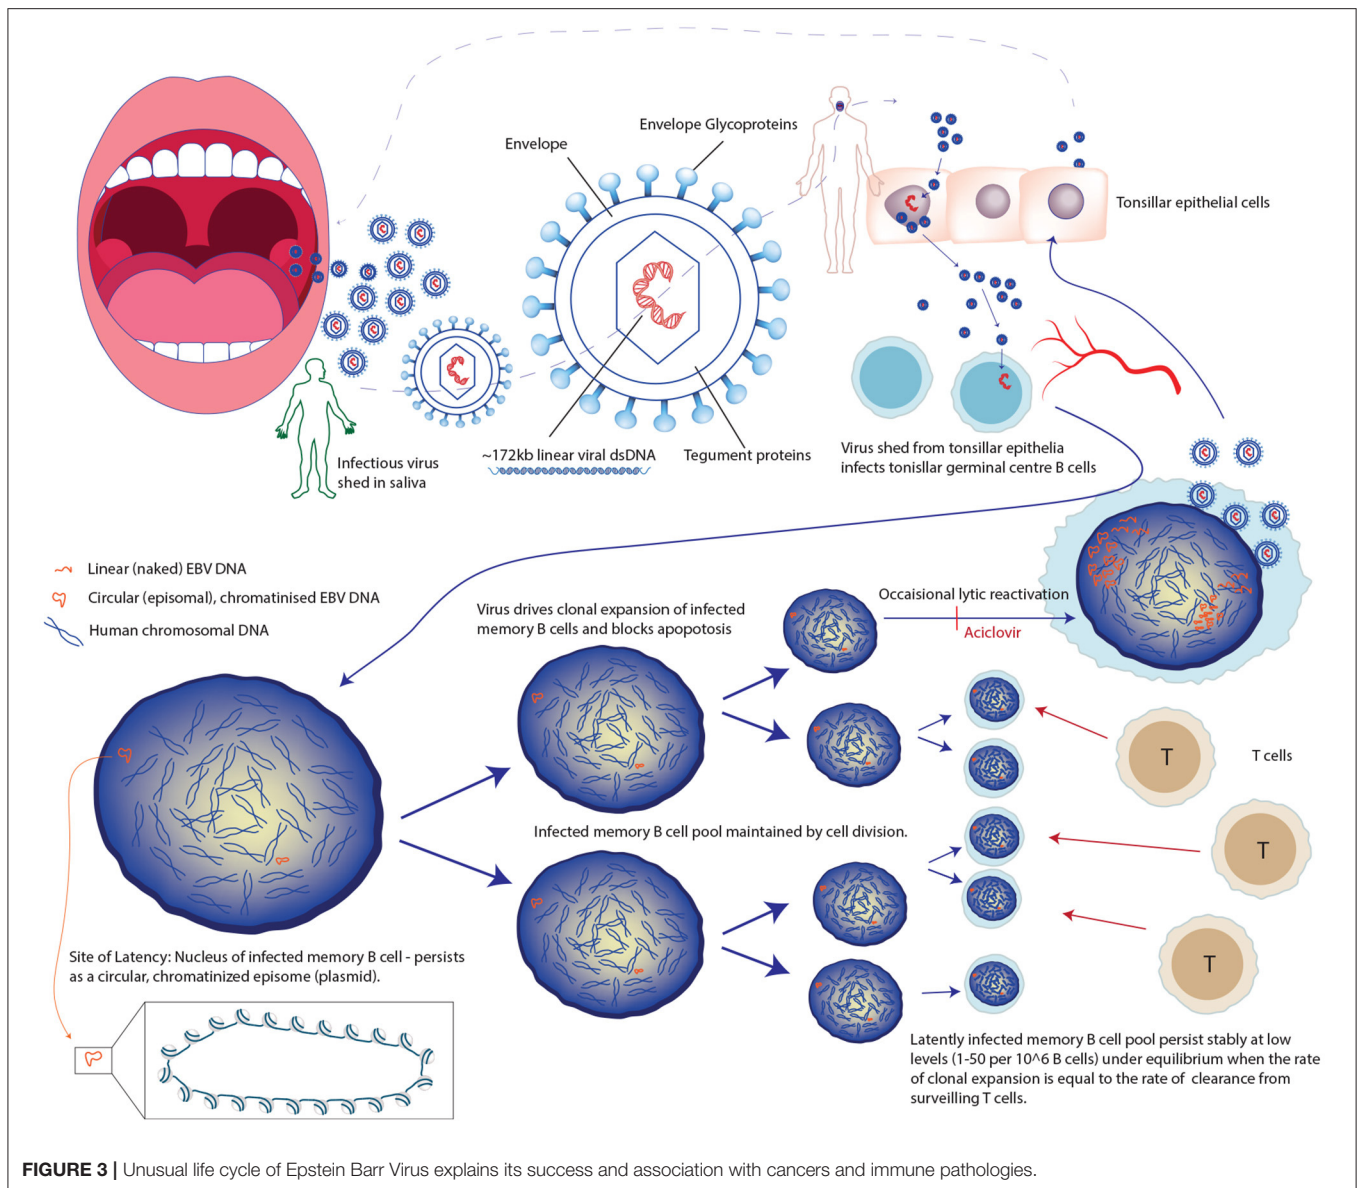 Envelope Glycoproteins
Envelope
Tonsillar epithelial cells
~172kb linear viral dsDNA
Tegument proteins
Infectious virus
shed in saliva
Virus shed from tonsillar epithelia
infects tonisllar germinal centre B cells
Linear (naked) EBV DNA
Circular (episomal), chromatinised EBV DNA
Human chromosomal DNA
Virus drives clonal expansion of infected
memory B cells and blocks apopotosis
Occaisional lytic reactivation
Aciclovir
T
T cells
Infected memory B cell pool maintained by cell division.
T
T
Site of Latency: Nucleus of infected memory B cell - persists
as a circular, chromatinized episome (plasmid).
Latently infected memory B cell pool persist stably at low
levels (1-50 per 10^6 B cells) under equilibrium when the rate
of clonal expansion is equal to the rate of clearance from
surveilling T cells.
FIGURE 3 | Unusual life cycle of Epstein Barr Virus explains its success and association with cancers and immune pathologies.